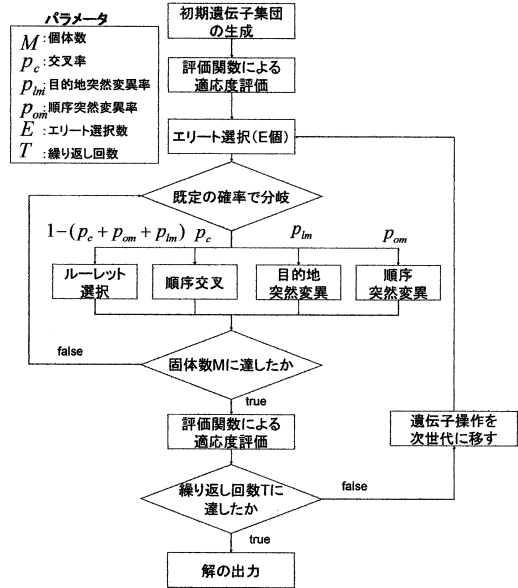 パラメータ
M:個体数
p_c:交叉率
p_lm:目的地突然変異率
p_om:順序突然変異率
E:エリート選択数
T:繰り返し回数
初期遺伝子集団
の生成
評価関数による
適応度評価
エリート選択(E個)
既定の確率で分岐
1-(p_c+p_om+p_lm)
p_c
p_lm
p_om
ルーレット
選択
順序交叉
目的地
突然変異
順序
突然変異
false
固体数Mに達したか
true
評価関数による
適応度評価
遺伝子操作を
次世代に移す
繰り返し回数Tに
達したか
false
true
解の出力